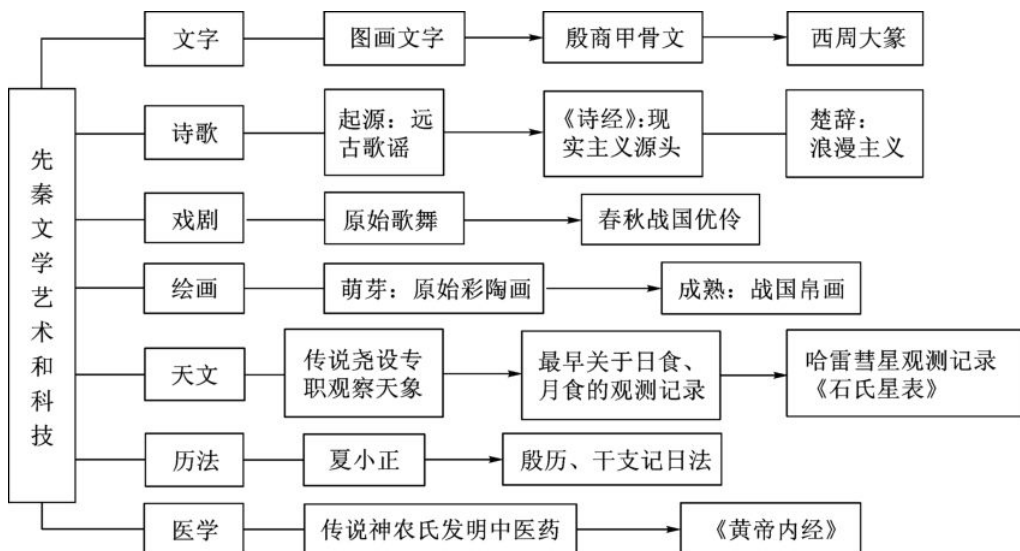 先秦文学艺术和科技
文字
图画文字
殷商甲骨文
西周大篆
诗歌
起源：远
古歌谣
《诗经》：现
实主义源头
楚辞：
浪漫主义
戏剧
原始歌舞
春秋战国优伶
绘画
萌芽：原始彩陶画
成熟：战国帛画
天文
传说尧设专
职观察天象
最早关于日食、
月食的观测记录
哈雷彗星观测记录
《石氏星表》
历法
夏小正
殷历、干支记日法
医学
传说神农氏发明中医药
《黄帝内经》